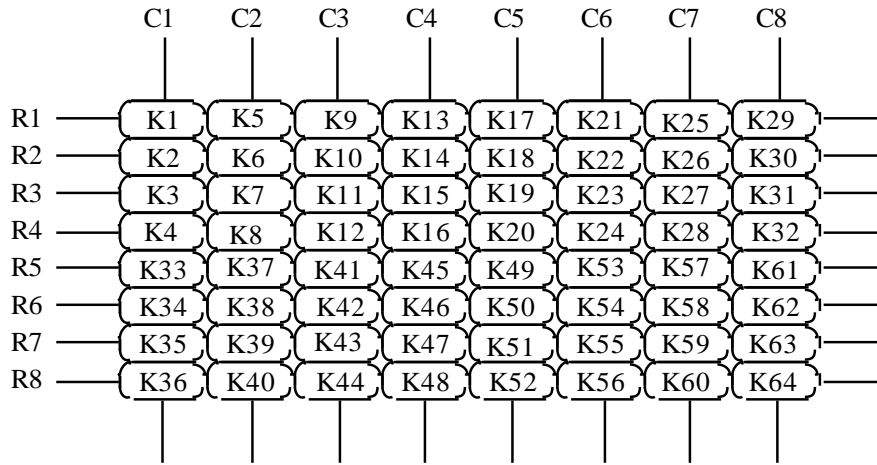 C1 C2 C3 C4 C5 C6 C7 C8
R1 K1 K5 K9 K13 K17 K21 K25 K29
R2 K2 K6 K10 K14 K18 K22 K26 K30
R3 K3 K7 K11 K15 K19 K23 K27 K31
R4 K4 K8 K12 K16 K20 K24 K28 K32
R5 K33 K37 K41 K45 K49 K53 K57 K61
R6 K34 K38 K42 K46 K50 K54 K58 K62
R7 K35 K39 K43 K47 K51 K55 K59 K63
R8 K36 K40 K44 K48 K52 K56 K60 K64